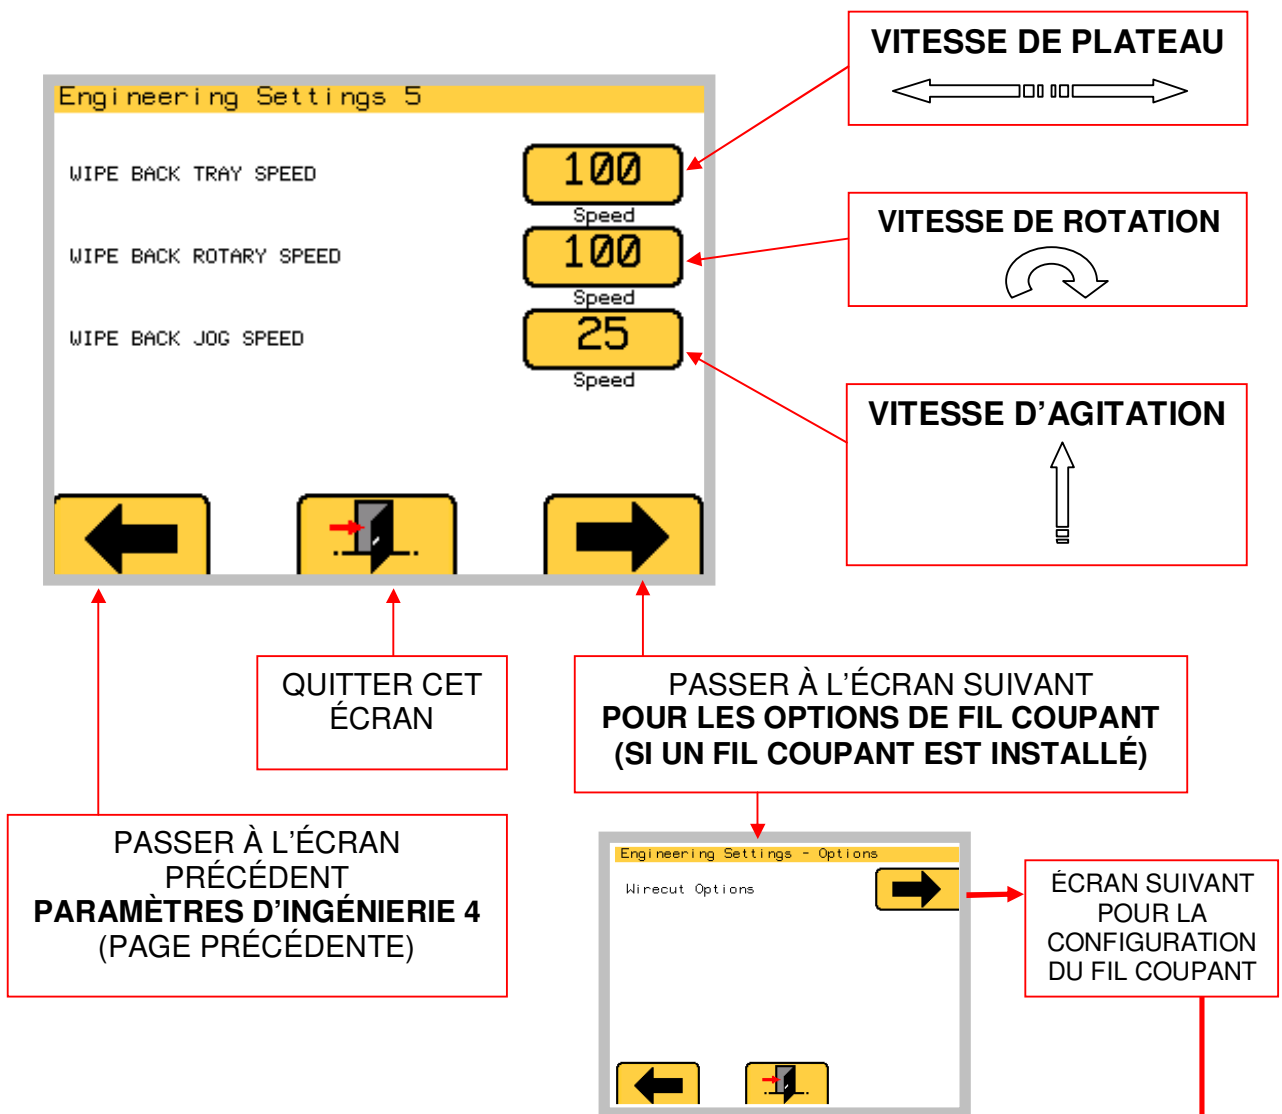 VITESSE DE PLATEAU
Engineering Settings 5
WIPE BACK TRAY SPEED
100
Speed
VITESSE DE ROTATION
WIPE BACK ROTARY SPEED
100
Speed
WIPE BACK JOG SPEED
25
Speed
VITESSE D’AGITATION
QUITTER CET
ÉCRAN
PASSER À L’ÉCRAN SUIVANT
POUR LES OPTIONS DE FIL COUPANT
(SI UN FIL COUPANT EST INSTALLÉ)
PASSER À L’ÉCRAN
PRÉCÉDENT
PARAMÈTRES D’INGÉNIERIE 4
(PAGE PRÉCÉDENTE)
Engineering Settings - Options
Wirecut Options
ÉCRAN SUIVANT
POUR LA
CONFIGURATION
DU FIL COUPANT